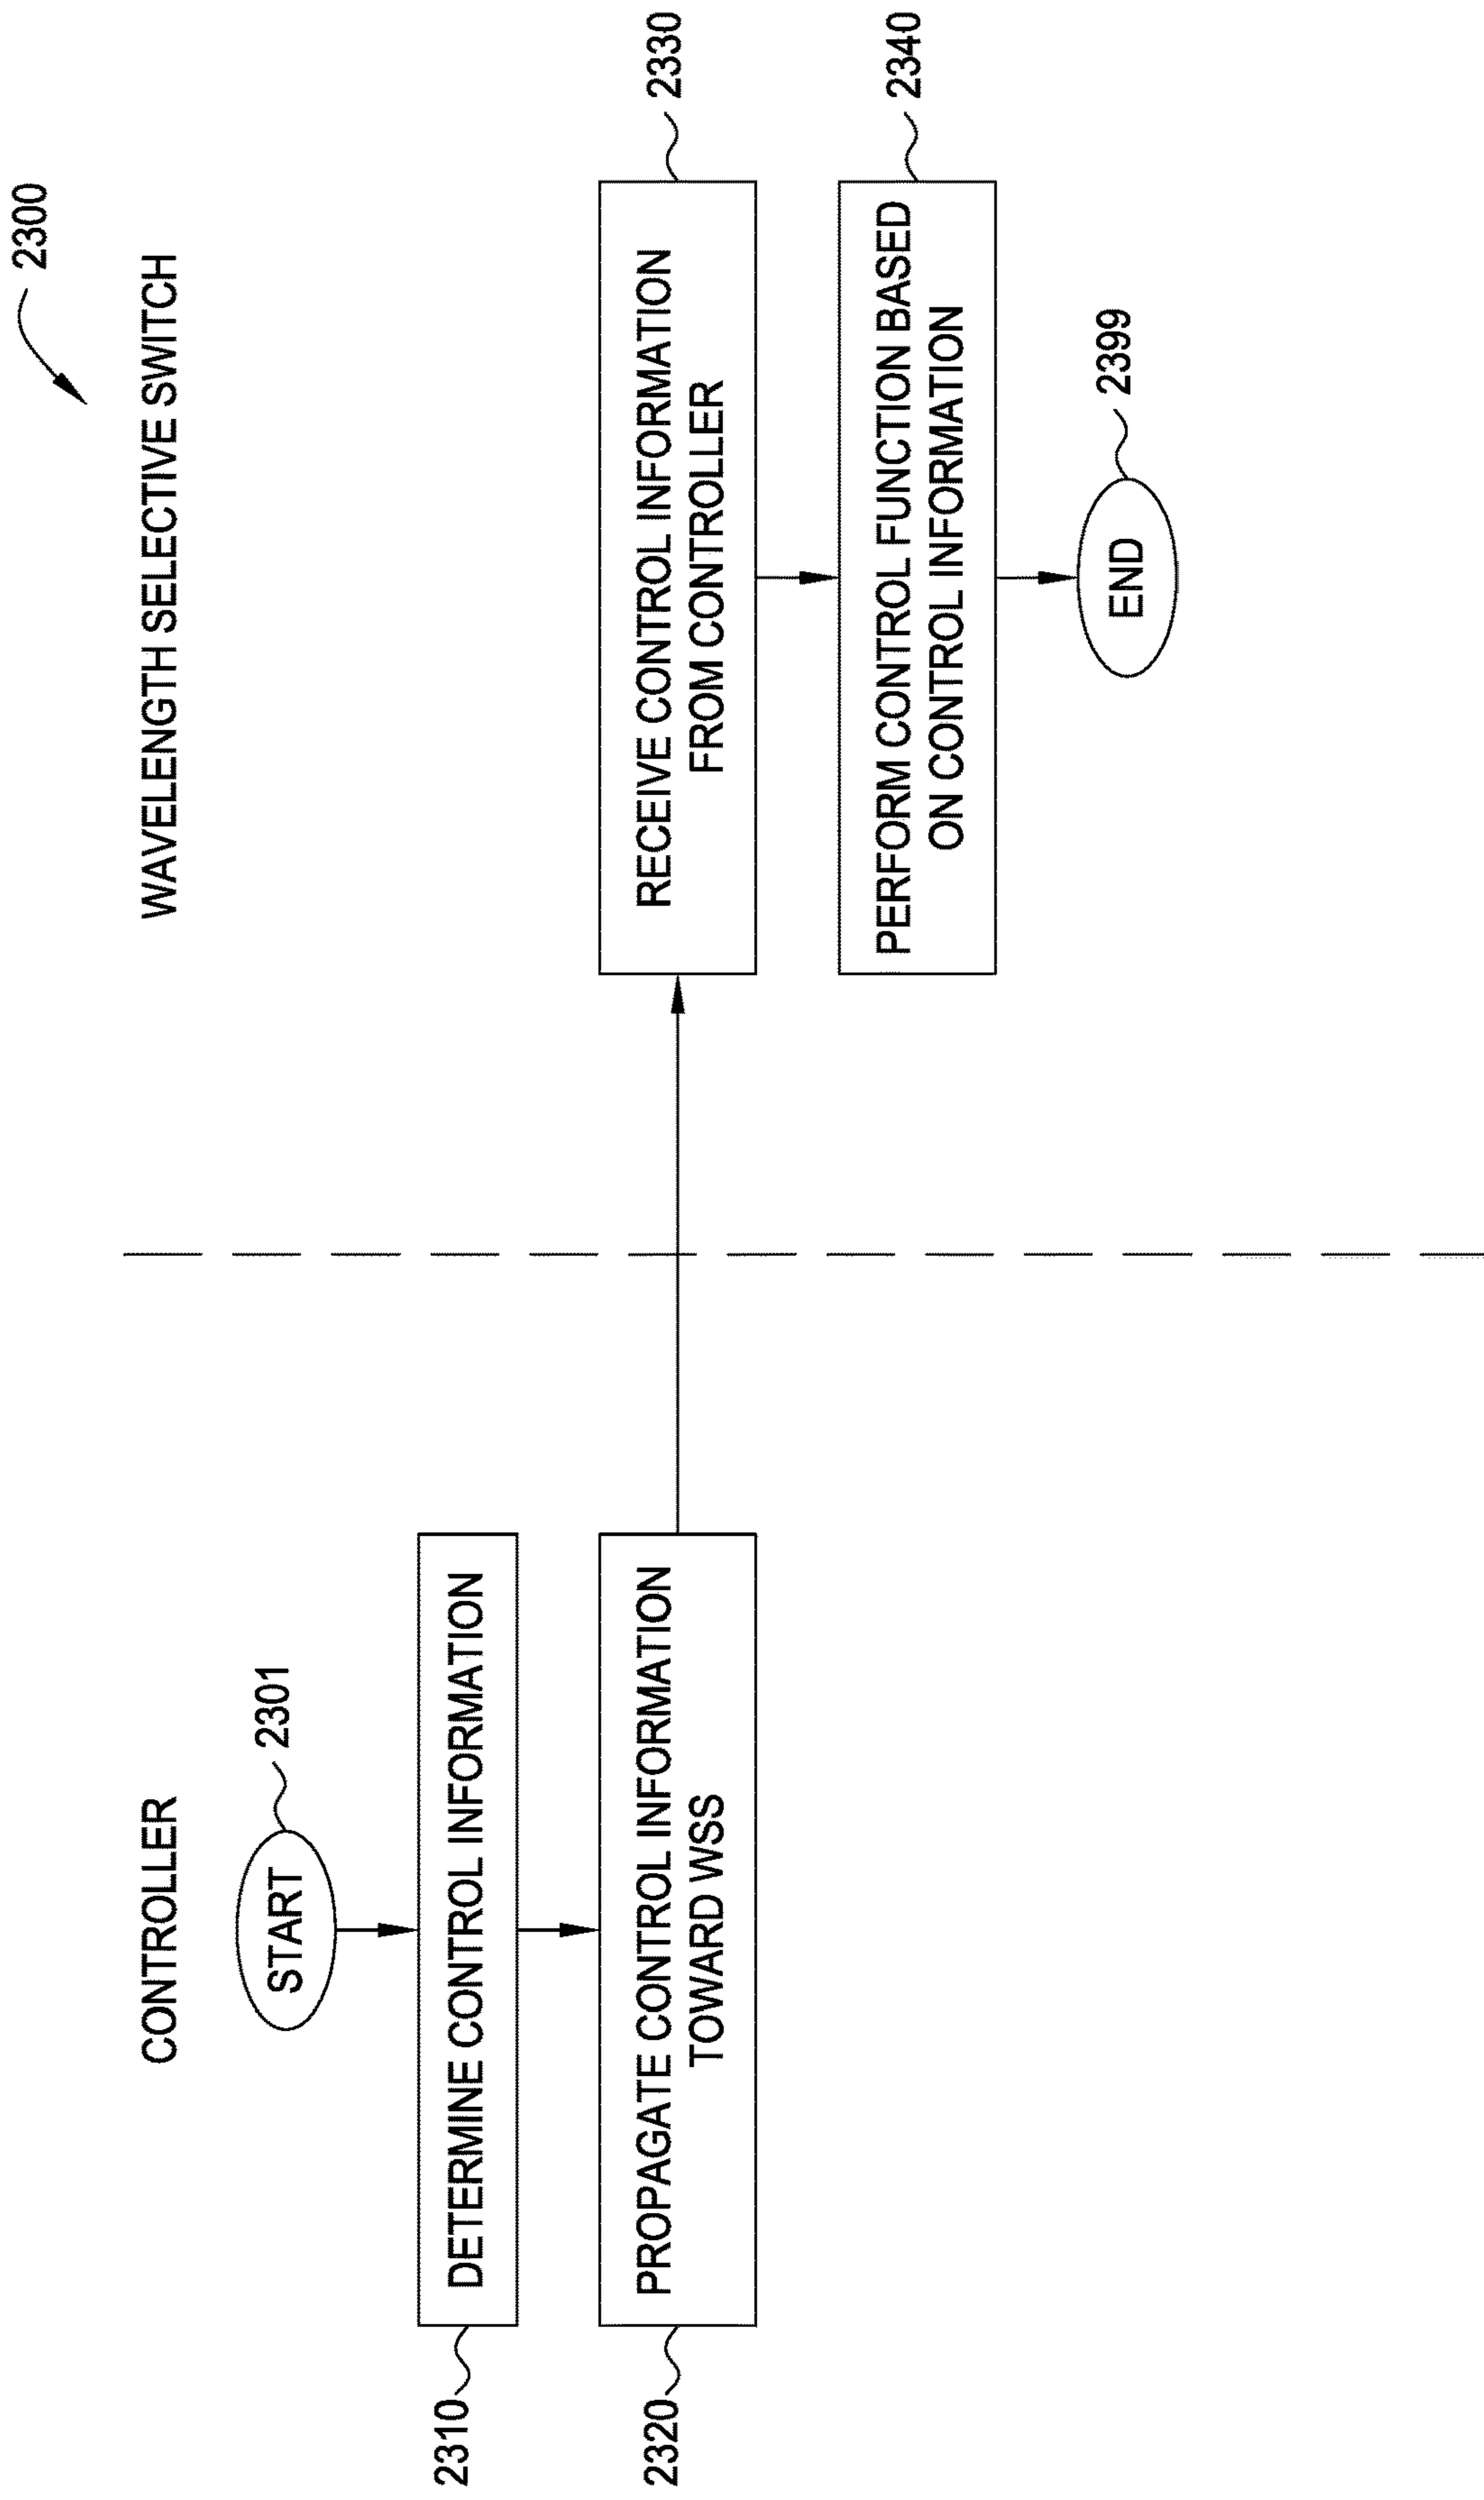 2300
CONTROLLER
WAVELENGTH SELECTIVE SWITCH
START
2301
2310
DETERMINE CONTROL INFORMATION
2320
PROPAGATE CONTROL INFORMATION
TOWARD WSS
RECEIVE CONTROL INFORMATION
FROM CONTROLLER
2330
PERFORM CONTROL FUNCTION BASED
ON CONTROL INFORMATION
2340
END
2399